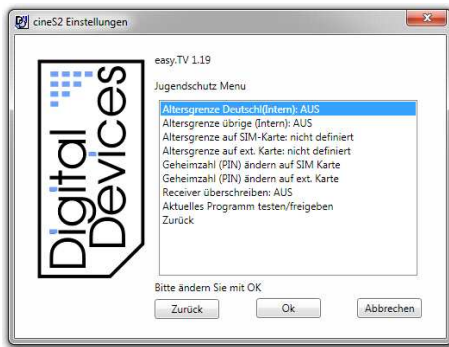 cineS2 Einstellungen
Digital
Devices
easy.TV 1.19
Jugendschutz Menu
Altersgrenze Deutschl(Intern): AUS
Altersgrenze übrige (Intern): AUS
Altersgrenze auf SIM-Karte: nicht definiert
Altersgrenze auf ext. Karte: nicht definiert
Geheimzahl (PIN) ändern auf SIM Karte
Geheimzahl (PIN) ändern auf ext. Karte
Receiver überschreiben: AUS
Aktuelles Programm testen/freigeben
Zurück
Bitte ändern Sie mit OK
Zurück
Ok
Abbrechen